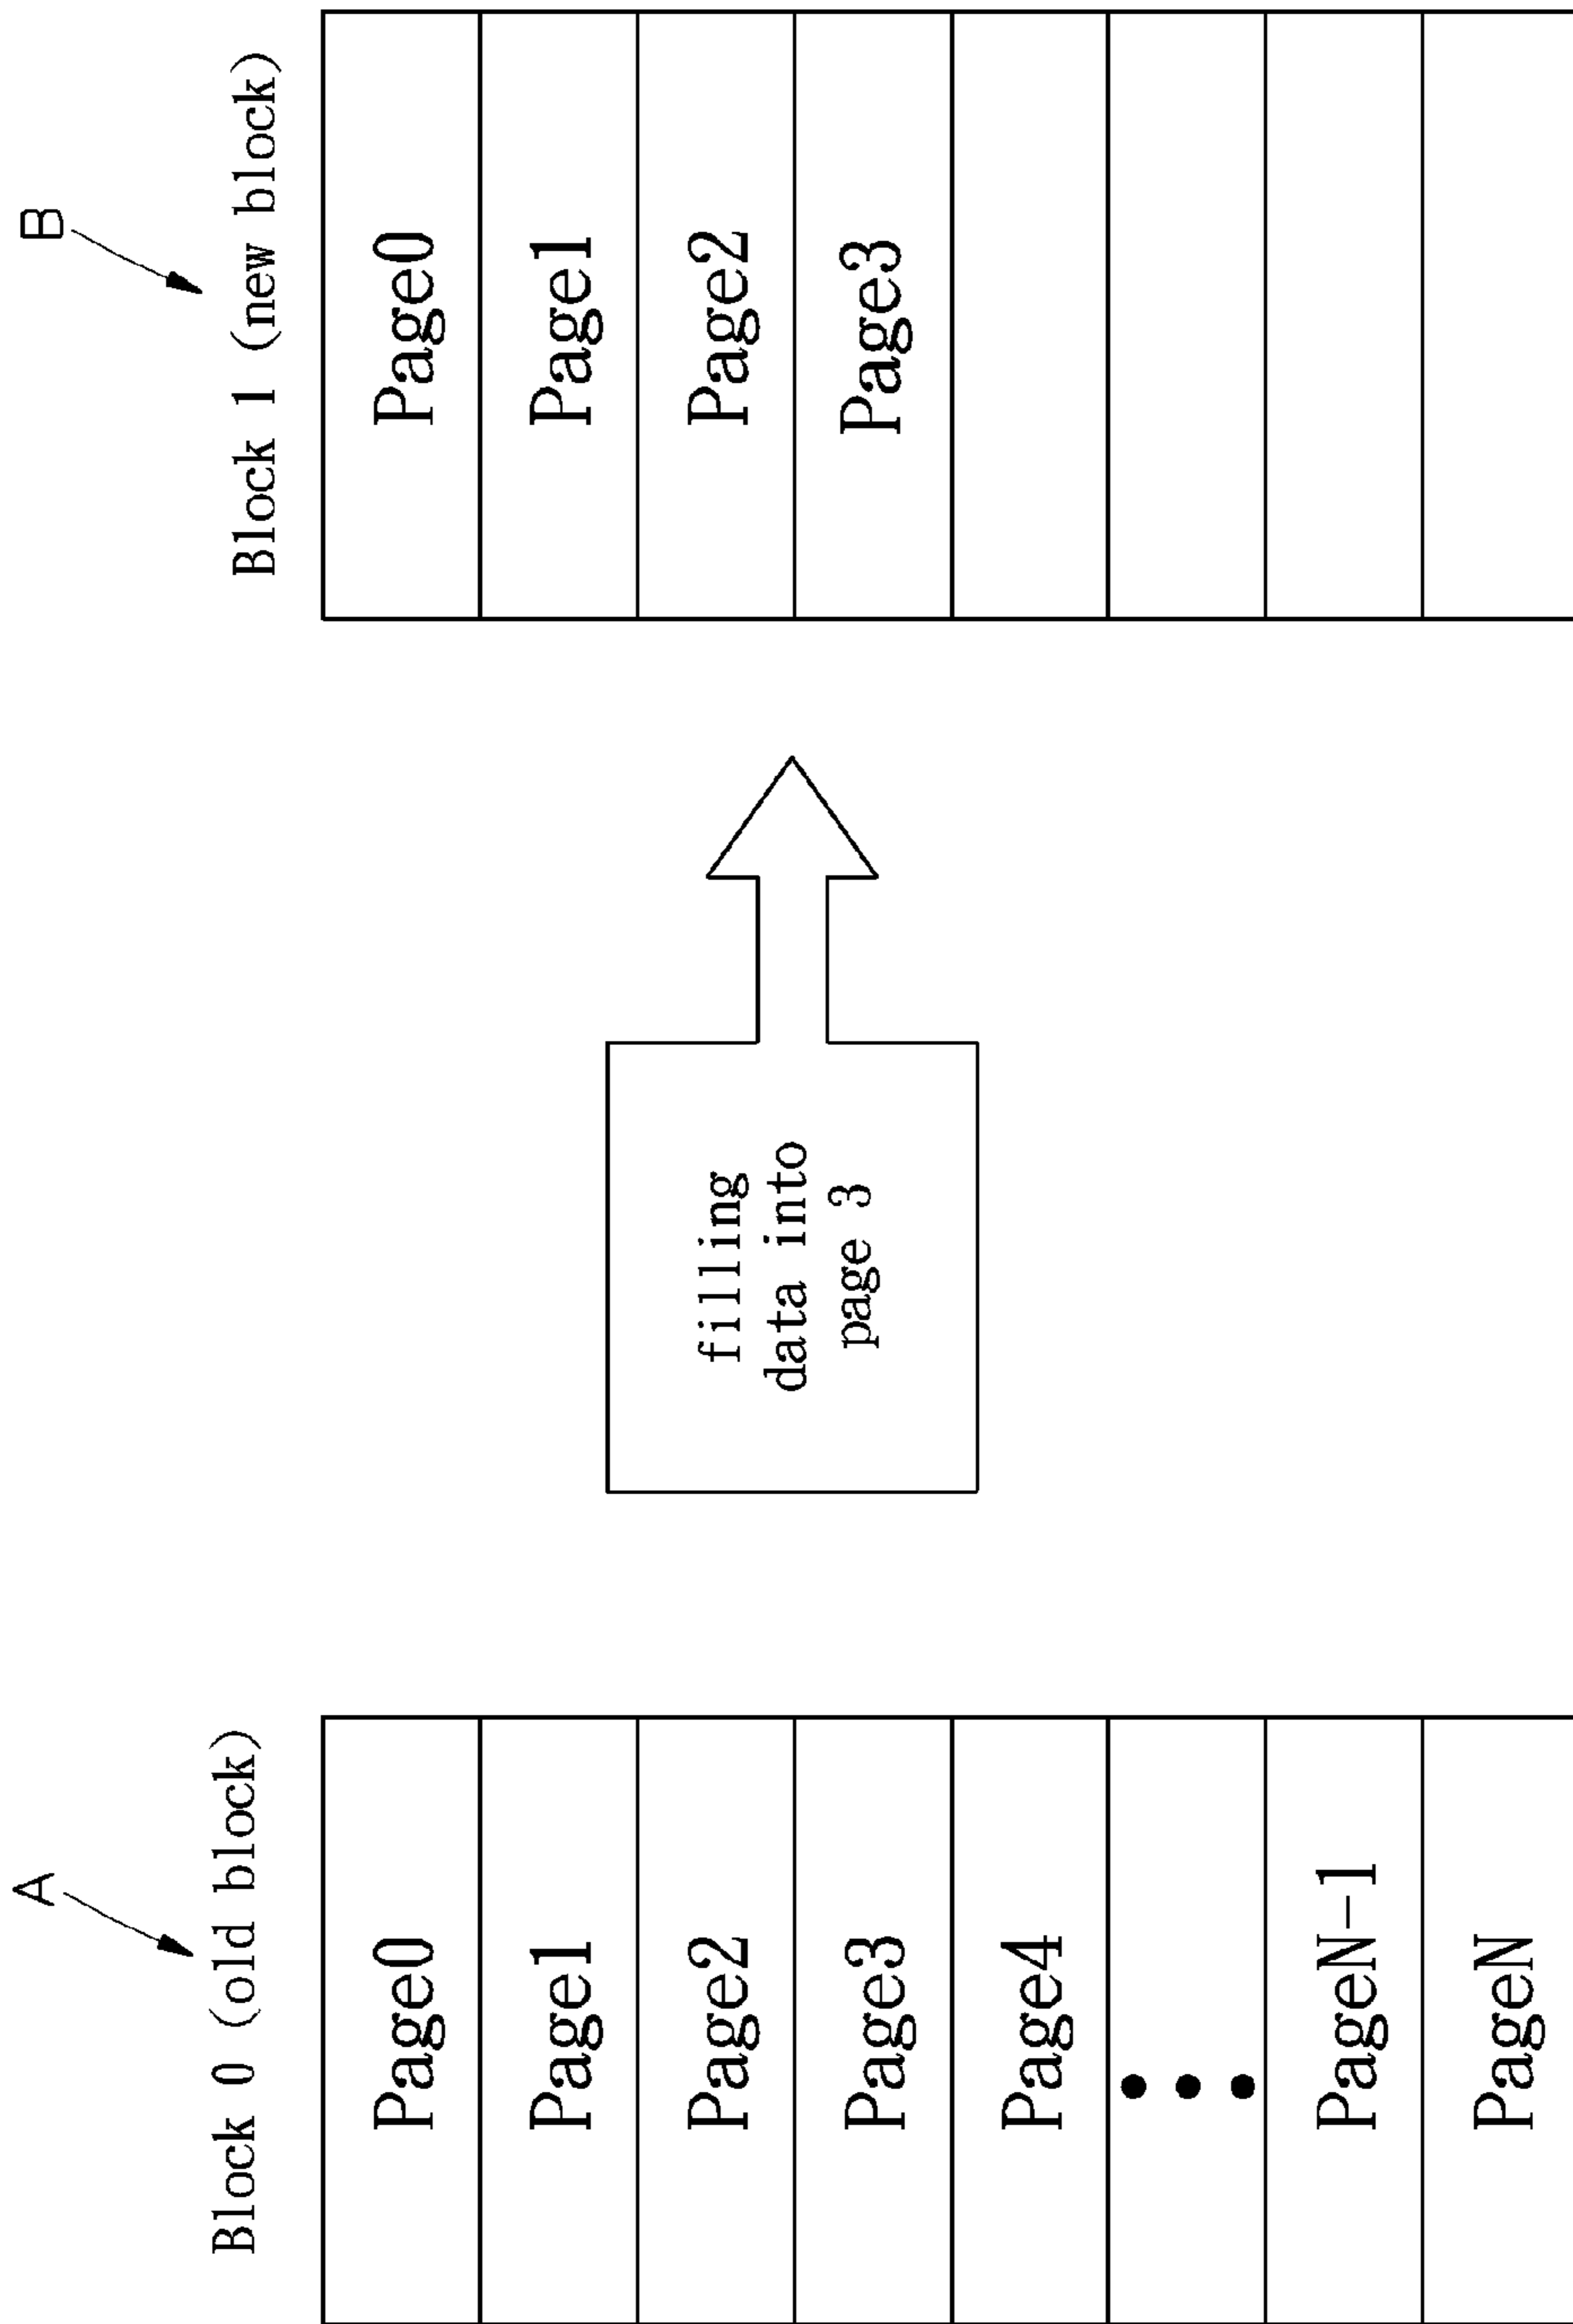 A
Block 0 (old block)
Page0
Page1
Page2
Page3
Page4
PageN-1
PageN
filling
data into
page 3
B
Block 1 (new block)
Page0
Page1
Page2
Page3